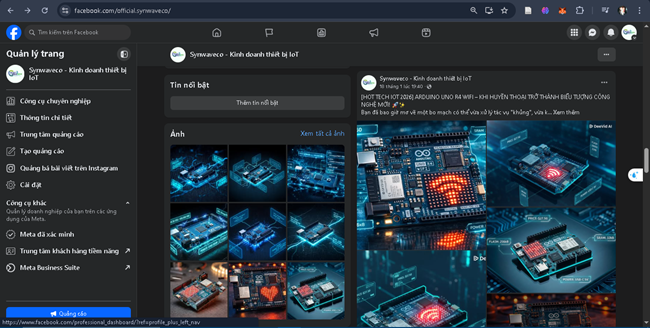 facebook.com/official.synwaveco/
Tìm kiếm trên Facebook
Quản lý trang
Synwaveco - Kinh doanh thiết bị IoT
Công cụ chuyên nghiệp
Thông tin chi tiết
Trung tâm quảng cáo
Tạo quảng cáo
Quảng bá bài viết trên Instagram
Cài đặt
Công cụ khác
Quản lý doanh nghiệp của bạn trên các ứng dụng của Meta.
Meta đã xác minh
Trung tâm khách hàng tiềm năng
Meta Business Suite
Quảng cáo
https://www.facebook.com/professional_dashboard/?ref=profile_plus_left_nav
Synwaveco - Kinh doanh thiết bị IoT
Tin nổi bật
Thêm tin nổi bật
Ảnh
Xem tất cả ảnh
Synwaveco - Kinh doanh thiết bị IoT
10 tháng 1 lúc 19:40
[HOT TECH IOT 2026] ARDUINO UNO R4 WIFI – KHI HUYỀN THOẠI TRỞ THÀNH BIỂU TƯỢNG CÔNG NGHỆ MỚI!
Bạn đã bao giờ mơ về một bo mạch có thể vừa xử lý tác vụ "khủng", vừa k... Xem thêm
DeeVid AI
ARDUINO
POWER